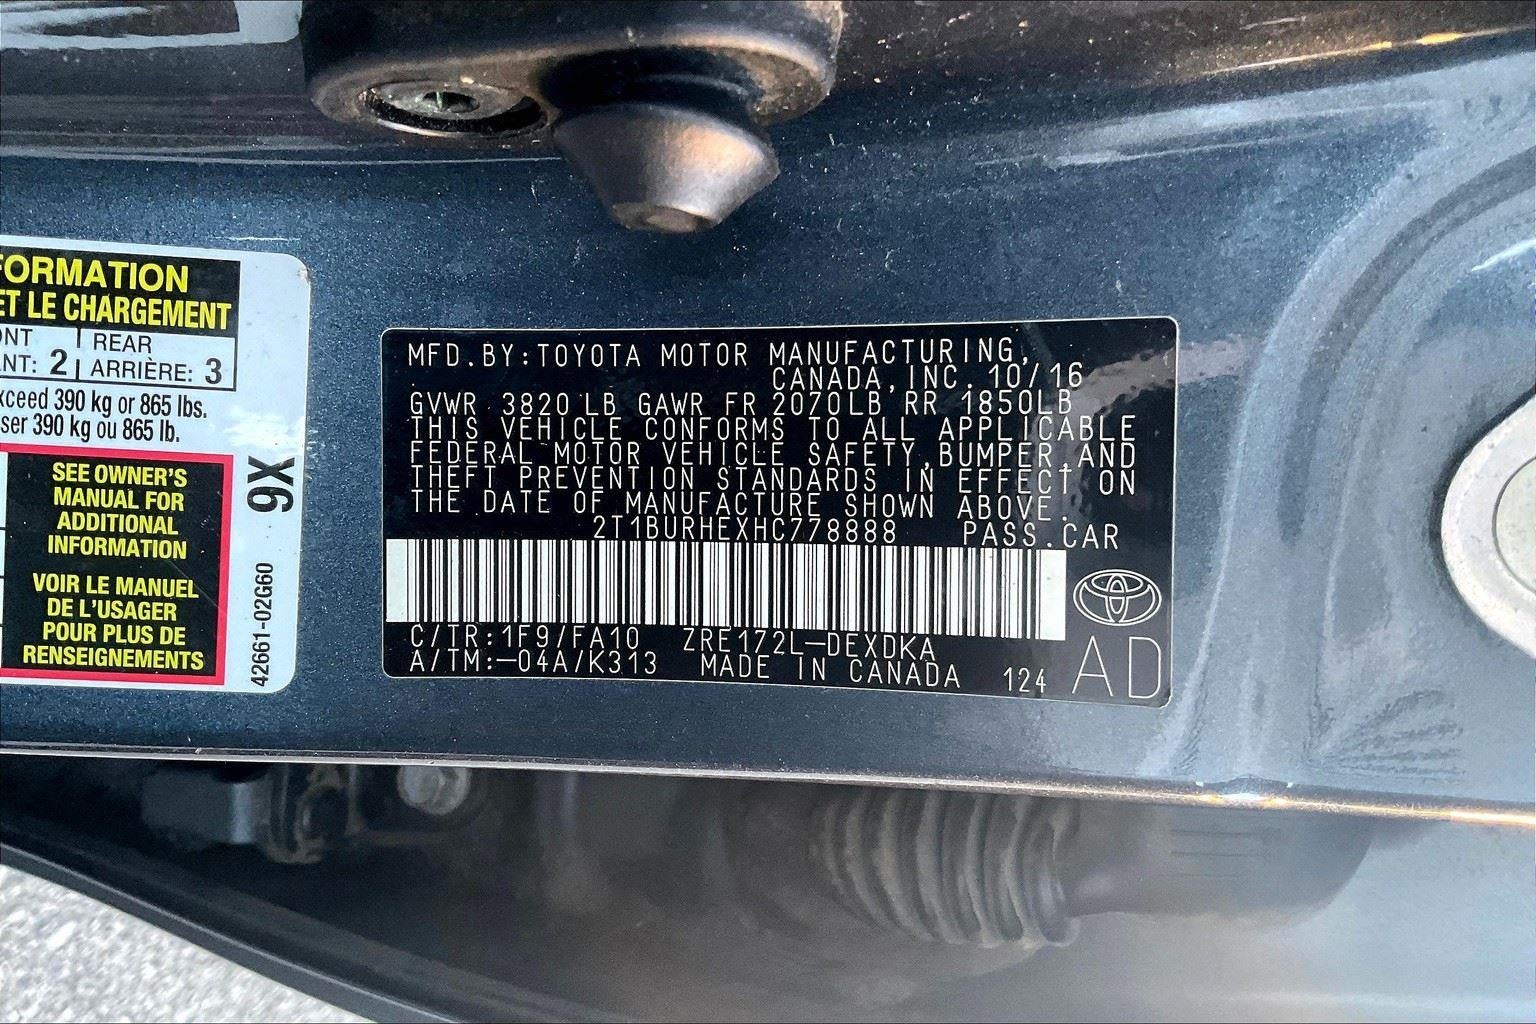 FORMATION
ET LE CHARGEMENT
REAR
2 ARRIÈRE: 3
exceed 390 kg or 865 lbs.
ser 390 kg ou 865 lb.
SEE OWNER'S
MANUAL FOR
ADDITIONAL
INFORMATION
VOIR LE MANUEL
DE L'USAGER
POUR PLUS DE
RENSEIGNEMENTS
9X
42661-02G60
MFD.BY:TOYOTA MOTOR MANUFACTURING,
CANADA,INC. 10/16
GVWR 3820 LB GAWR FR 2070LB RR 1850LB
THIS VEHICLE CONFORMS TO ALL APPLICABLE
FEDERAL MOTOR VEHICLE SAFETY,BUMPER,AND
THEFT PREVENTION STANDARDS IN EFFECT ON
THE DATE OF MANUFACTURE SHOWN ABOVE.
2T1BURHEXHC778888 PASS.CAR
C/TR:1F9/FA10 ZRE172L-DEXDKA
A/TM:-04A/K313 MADE IN CANADA 124 AD